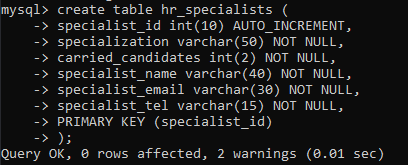 mysql> create table hr_specialists (
    -> specialist_id int(10) AUTO_INCREMENT,
    -> specialization varchar(50) NOT NULL,
    -> carried_candidates int(2) NOT NULL,
    -> specialist_name varchar(40) NOT NULL,
    -> specialist_email varchar(30) NOT NULL,
    -> specialist_tel varchar(15) NOT NULL,
    -> PRIMARY KEY (specialist_id)
    -> );
Query OK, 0 rows affected, 2 warnings (0.01 sec)